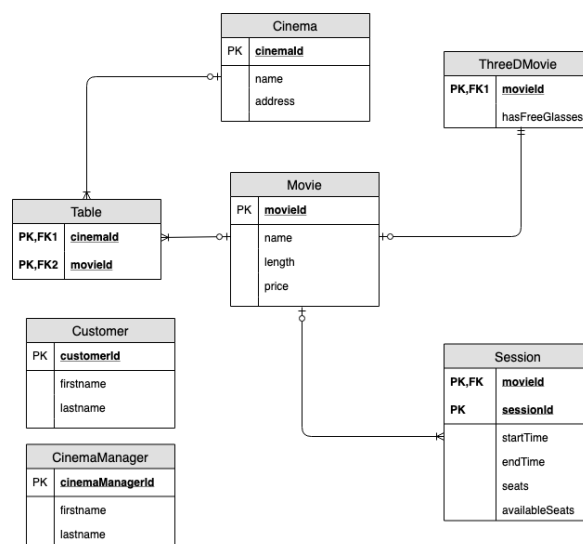 Cinema
PK cinemaId
name
address
ThreeDMovie
PK,FK1 movieId
hasFreeGlasses
Movie
PK movieId
name
length
price
Table
PK,FK1 cinemaId
PK,FK2 movieId
Customer
PK customerId
firstname
lastname
Session
PK,FK movieId
PK sessionId
startTime
endTime
seats
availableSeats
CinemaManager
PK cinemaManagerId
firstname
lastname